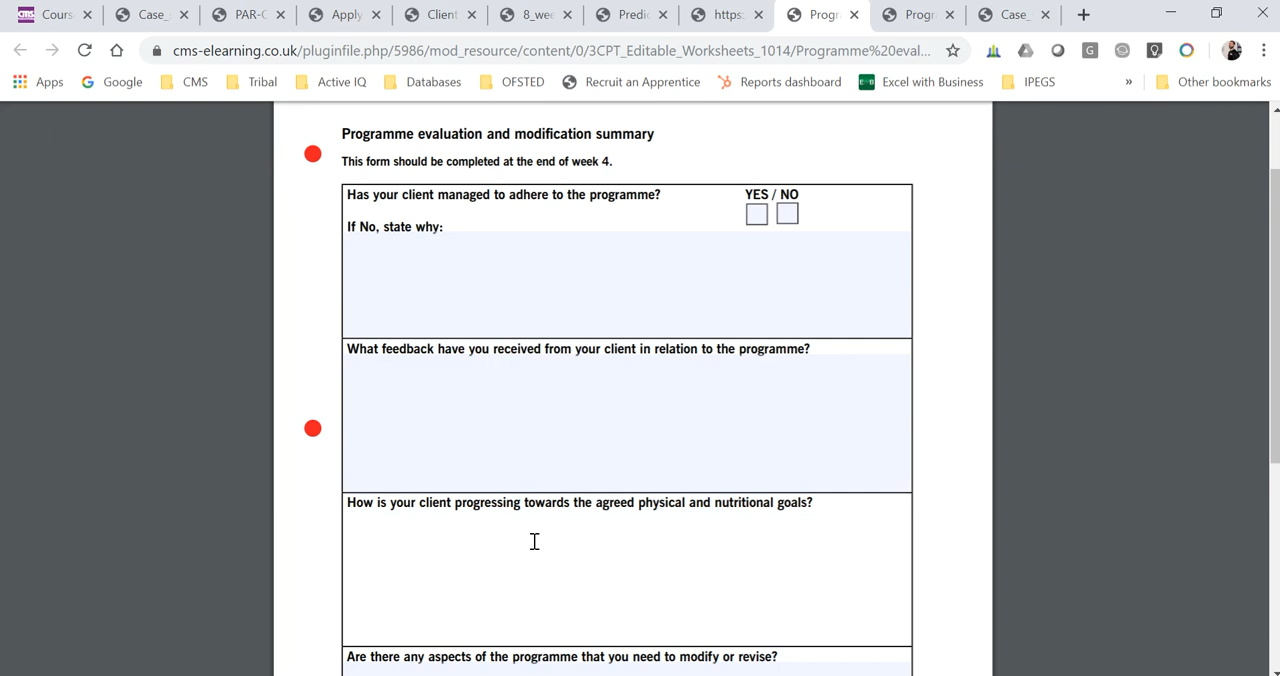 Cours
Case_
PAR-C
Apply
Client
8_wee
Predic
https:
Progr
Progr
Case_
cms-elearning.co.uk/pluginfile.php/5986/mod_resource/content/0/3CPT_Editable_Worksheets_1014/Programme%20eval...
Apps Google CMS Tribal Active IQ Databases OFSTED Recruit an Apprentice Reports dashboard Excel with Business IPEGS » Other bookmarks
Programme evaluation and modification summary
This form should be completed at the end of week 4.
Has your client managed to adhere to the programme? YES / NO
If No, state why:
What feedback have you received from your client in relation to the programme?
How is your client progressing towards the agreed physical and nutritional goals?
Are there any aspects of the programme that you need to modify or revise?